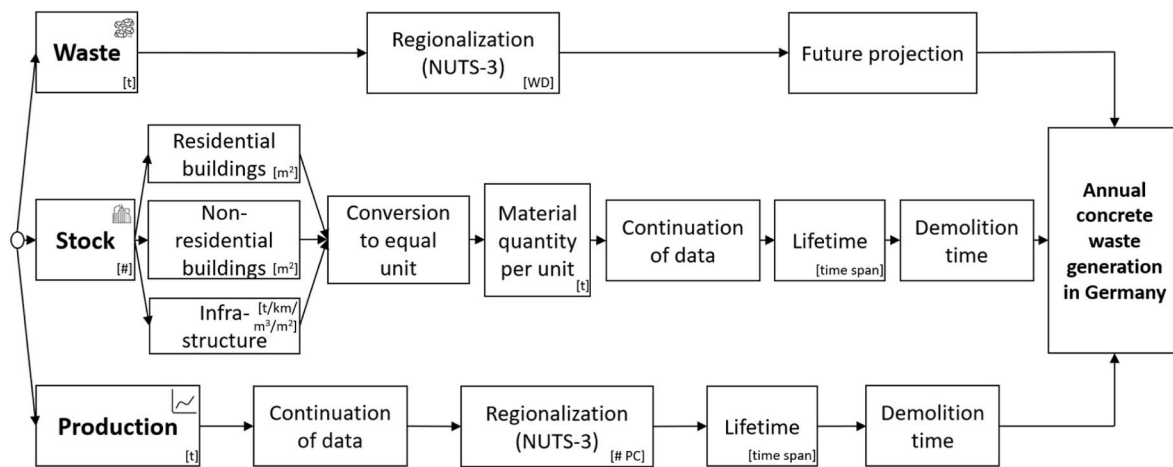 Waste
[t]
Regionalization
(NUTS-3)
[WD]
Future projection
Stock
[#]
Residential
buildings [m²]
Non-
residential
buildings [m²]
Infra- [t/km/
m³/m²]
structure
Conversion
to equal
unit
Material
quantity
per unit
[t]
Continuation
of data
Lifetime
[time span]
Demolition
time
Annual
concrete
waste
generation
in Germany
Production
[t]
Continuation
of data
Regionalization
(NUTS-3)
[# PC]
Lifetime
[time span]
Demolition
time